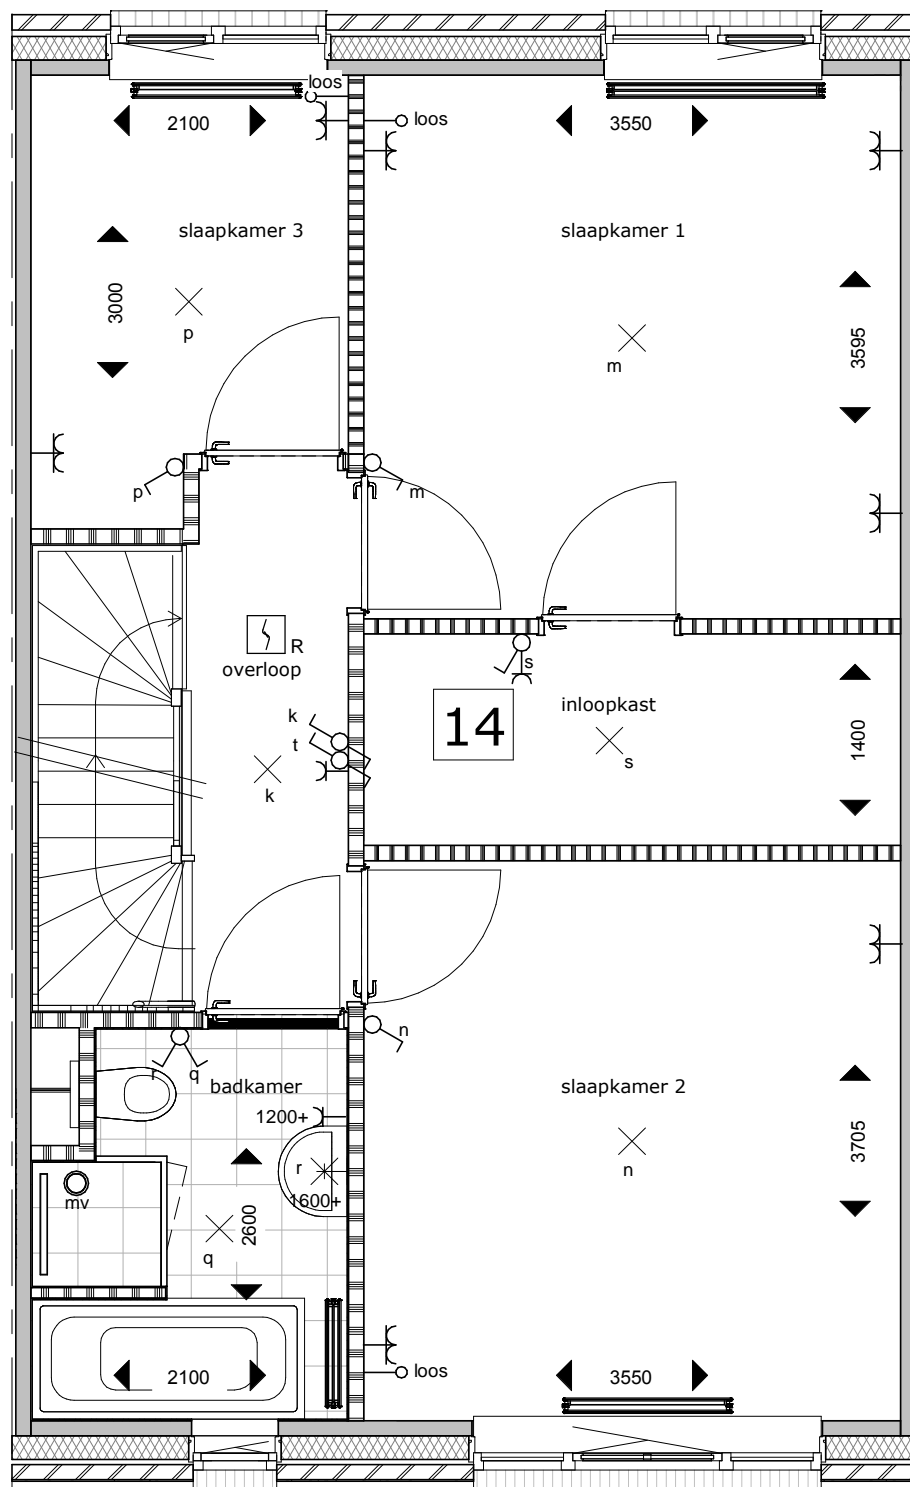 loos
2100
loos
3550
slaapkamer 3
slaapkamer 1
3000
3595
p
m
p
m
R
overloop
s
inloopkast
14
k
t
1400
s
k
n
r
q
badkamer
slaapkamer 2
1200+
3705
r
n
mv
1600+
2600
q
2100
loos
3550